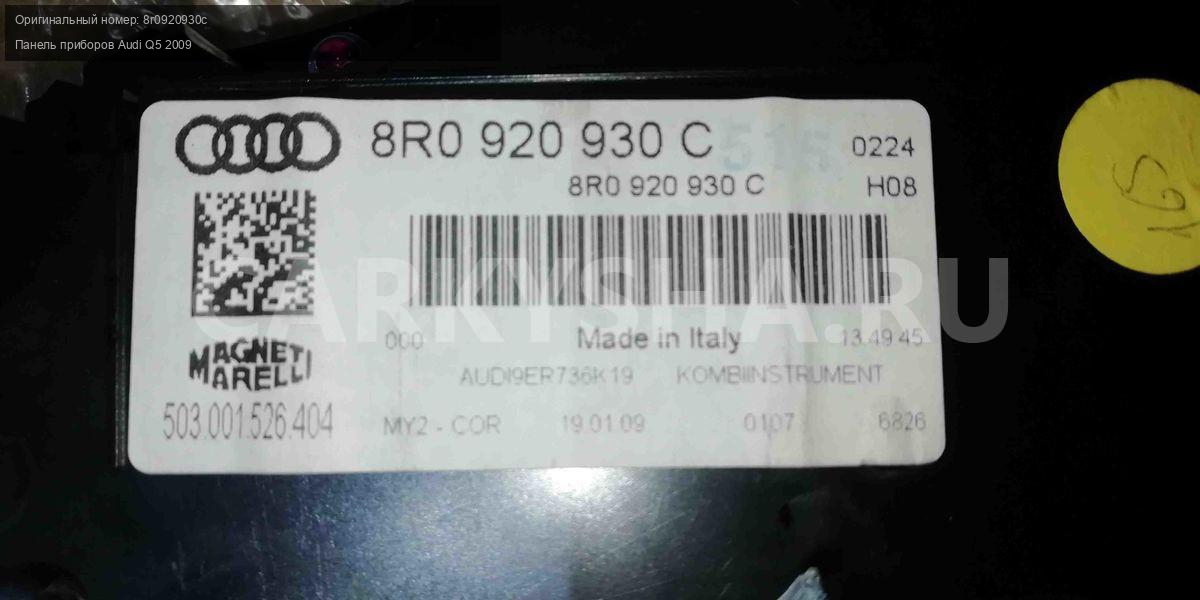 Оригинальный номер: 8r0920930c
Панель приборов Audi Q5 2009
8R0 920 930 C 515 0224
8R0 920 930 C H08
CARKYSHA.RU
000 Made in Italy 13.49.45
MAGNETI
MARELLI
AUDI9ER736K19 KOMBIINSTRUMENT
503.001.526.404 MY2 - COR 19.01.09 0107 6826